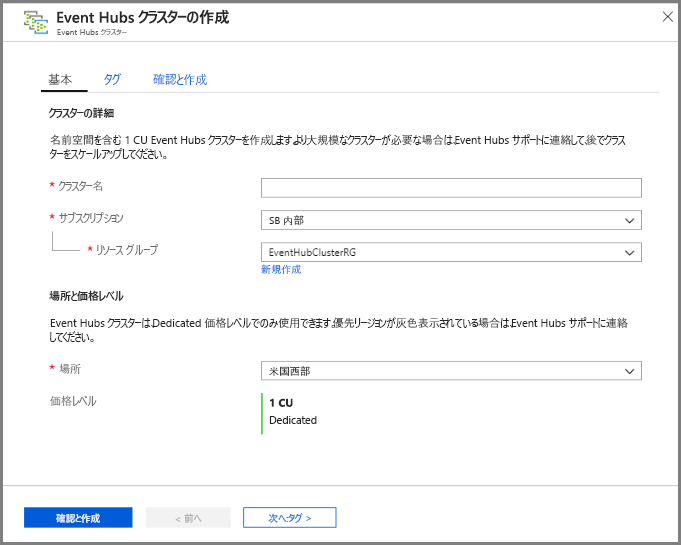 Event Hubs クラスターの作成
Event Hubs クラスター
基本 タグ 確認と作成
クラスターの詳細
名前空間を含む 1 CU Event Hubs クラスターを作成します。より大規模なクラスターが必要な場合は、Event Hubs サポートに連絡して、後でクラス
ターをスケールアップしてください。
* クラスター名
* サブスクリプション SB 内部
* リソース グループ EventHubClusterRG
新規作成
場所と価格レベル
Event Hubs クラスターは、Dedicated 価格レベルでのみ使用できます。優先リージョンが灰色表示されている場合は、Event Hubs サポートに連絡
してください。
* 場所 米国西部
価格レベル 1 CU
Dedicated
確認と作成 < 前へ 次へ:タグ >